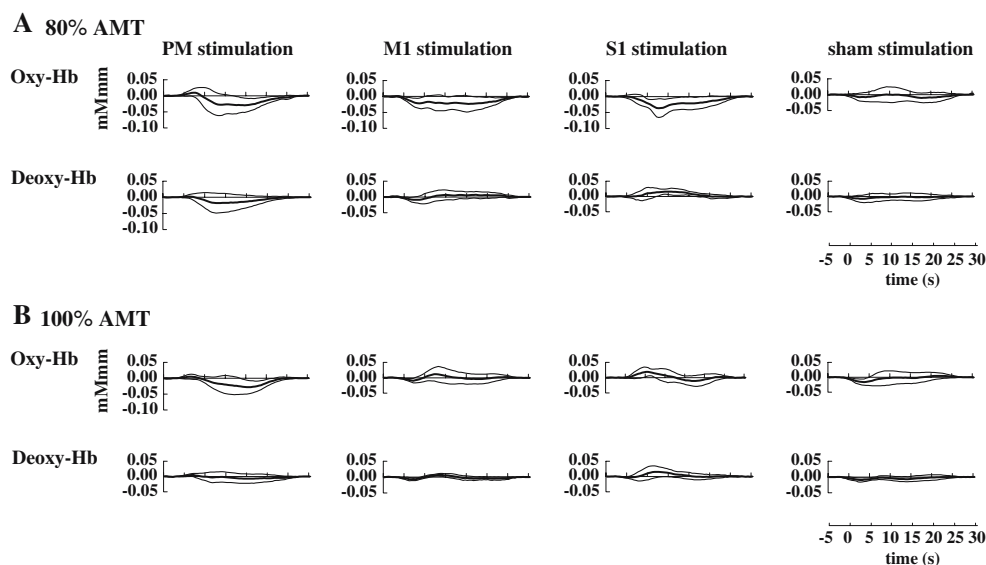 A 80% AMT
PM stimulation M1 stimulation S1 stimulation sham stimulation
Oxy-Hb
mMmm
0.05 0.05 0.05 0.05
0.00 0.00 0.00 0.00
-0.05 -0.05 -0.05 -0.05
-0.10 -0.10 -0.10
Deoxy-Hb
0.05 0.05 0.05 0.05
0.00 0.00 0.00 0.00
-0.05 -0.05 -0.05 -0.05
-0.10
-5 0 5 10 15 20 25 30
time (s)
B 100% AMT
Oxy-Hb
mMmm
0.05 0.05 0.05 0.05
0.00 0.00 0.00 0.00
-0.05 -0.05 -0.05 -0.05
-0.10
Deoxy-Hb
0.05 0.05 0.05 0.05
0.00 0.00 0.00 0.00
-0.05 -0.05 -0.05 -0.05
-5 0 5 10 15 20 25 30
time (s)